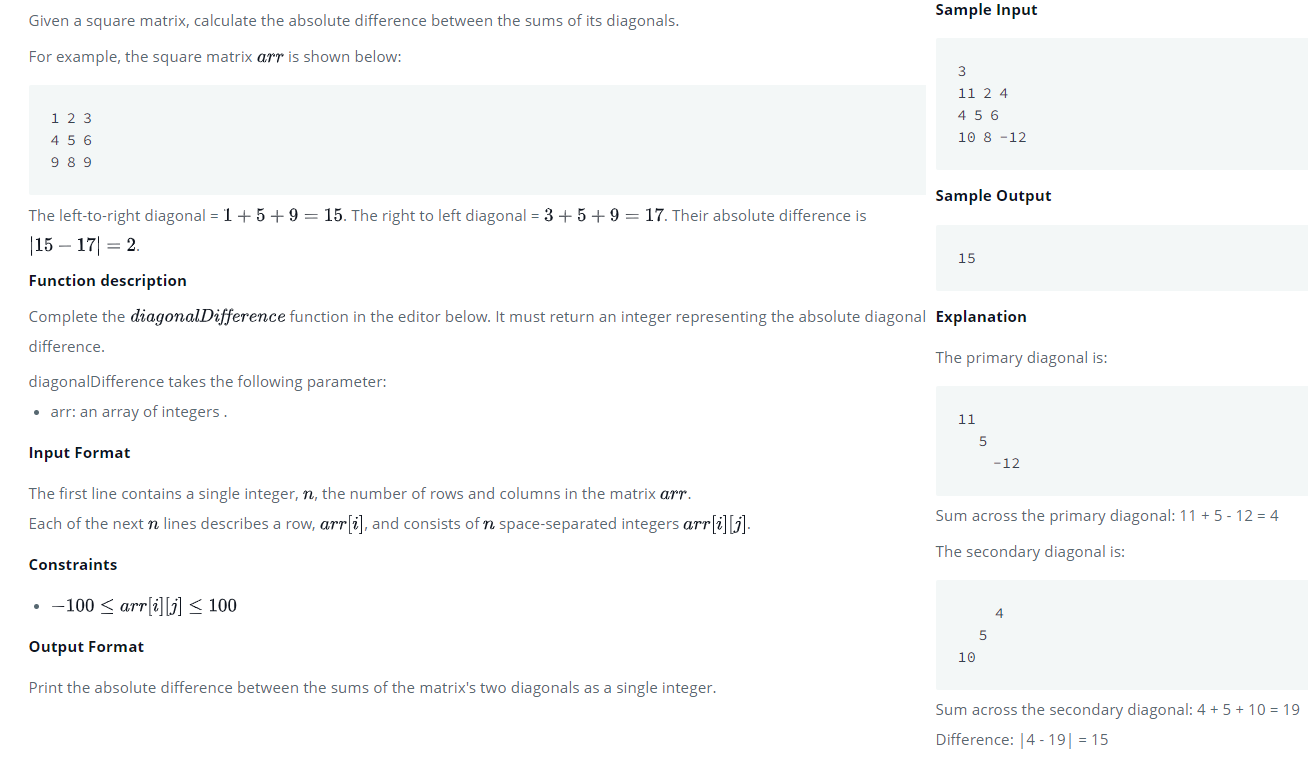 Given a square matrix, calculate the absolute difference between the sums of its diagonals.
For example, the square matrix arr is shown below:
1 2 3
4 5 6
9 8 9
The left-to-right diagonal = 1 + 5 + 9 = 15. The right to left diagonal = 3 + 5 + 9 = 17. Their absolute difference is
|15 − 17| = 2.
Function description
Complete the diagonalDifference function in the editor below. It must return an integer representing the absolute diagonal
difference.
diagonalDifference takes the following parameter:
• arr: an array of integers .
Input Format
The first line contains a single integer, n, the number of rows and columns in the matrix arr.
Each of the next n lines describes a row, arr[i], and consists of n space-separated integers arr[i][j].
Constraints
• −100 ≤ arr[i][j] ≤ 100
Output Format
Print the absolute difference between the sums of the matrix's two diagonals as a single integer.
Sample Input
3
11 2 4
4 5 6
10 8 -12
Sample Output
15
Explanation
The primary diagonal is:
11
5
-12
Sum across the primary diagonal: 11 + 5 - 12 = 4
The secondary diagonal is:
4
5
10
Sum across the secondary diagonal: 4 + 5 + 10 = 19
Difference: |4 - 19| = 15